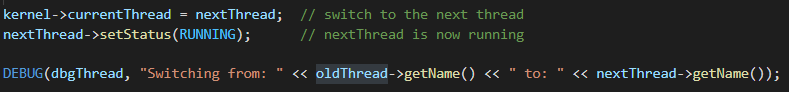 kernel->currentThread = nextThread;  // switch to the next thread
nextThread->setStatus(RUNNING);      // nextThread is now running
DEBUG(dbgThread, "Switching from: " << oldThread->getName() << " to: " << nextThread->getName());